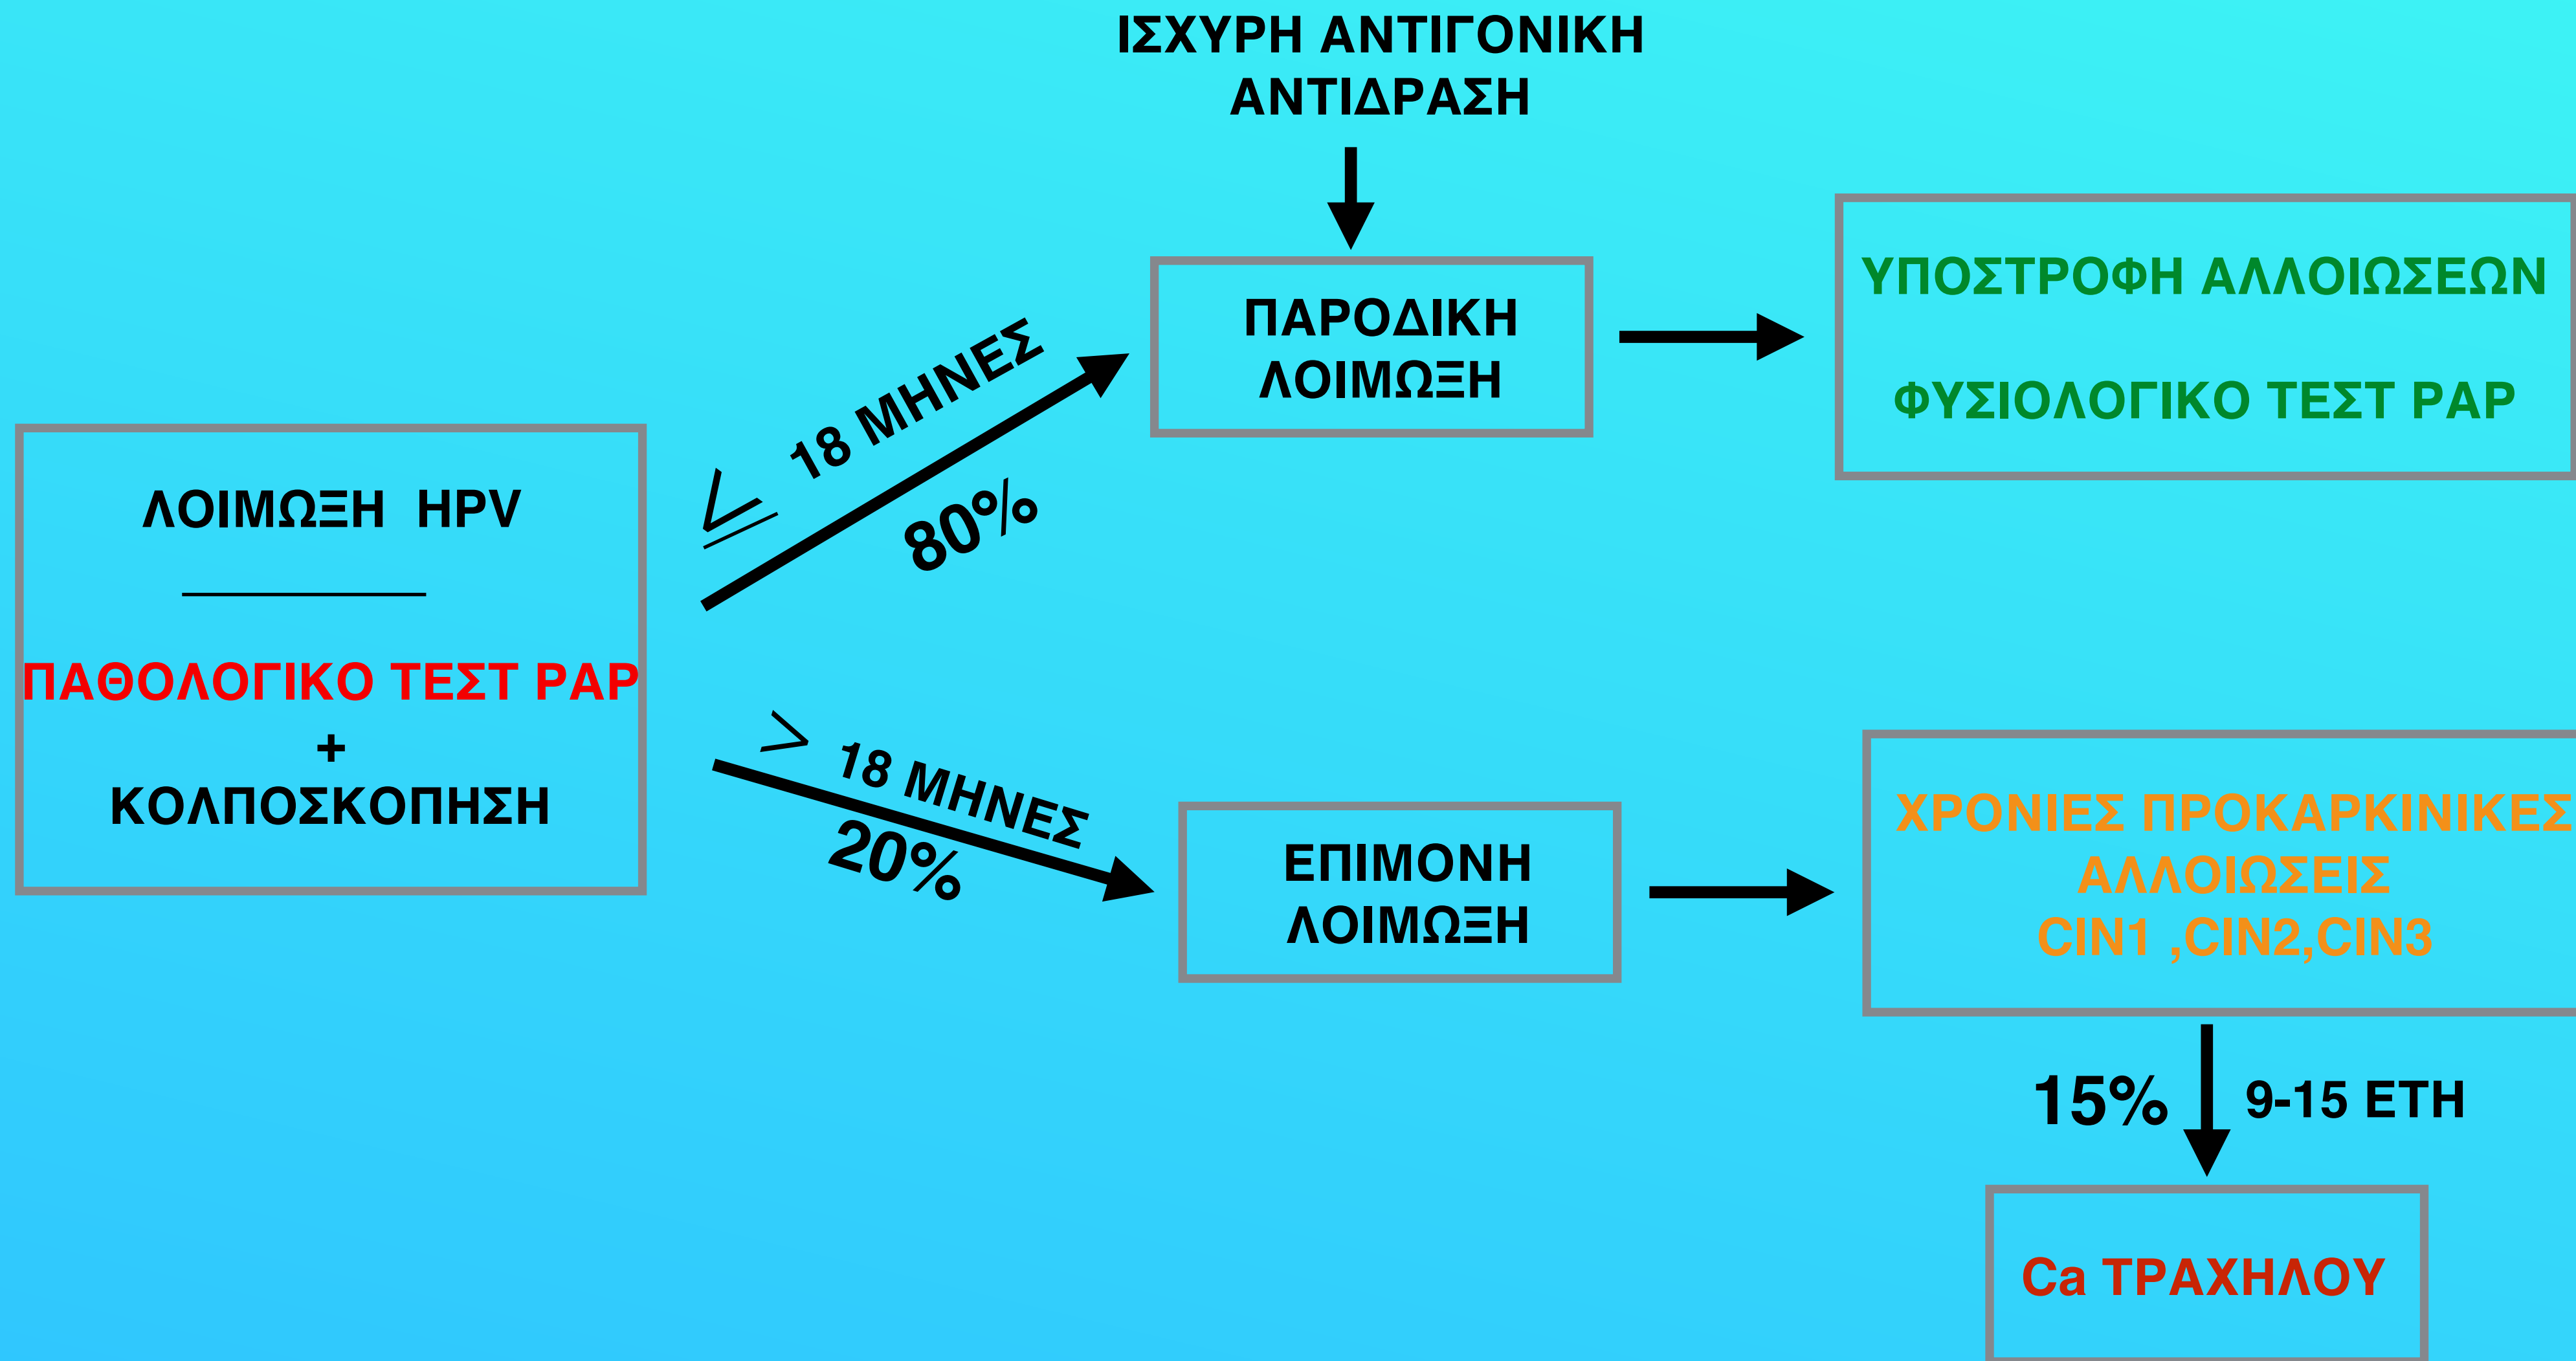 ΙΣΧΥΡΗ ΑΝΤΙΓΟΝΙΚΗ
ΑΝΤΙΔΡΑΣΗ
ΛΟΙΜΩΞΗ HPV
ΠΑΘΟΛΟΓΙΚΟ ΤΕΣΤ PAP
+
ΚΟΛΠΟΣΚΟΠΗΣΗ
≤ 18 ΜΗΝΕΣ
80%
ΠΑΡΟΔΙΚΗ
ΛΟΙΜΩΞΗ
ΥΠΟΣΤΡΟΦΗ ΑΛΛΟΙΩΣΕΩΝ
ΦΥΣΙΟΛΟΓΙΚΟ ΤΕΣΤ PAP
> 18 ΜΗΝΕΣ
20%
ΕΠΙΜΟΝΗ
ΛΟΙΜΩΞΗ
ΧΡΟΝΙΕΣ ΠΡΟΚΑΡΚΙΝΙΚΕΣ
ΑΛΛΟΙΩΣΕΙΣ
CIN1 ,CIN2,CIN3
15% 9-15 ΕΤΗ
Ca ΤΡΑΧΗΛΟΥ